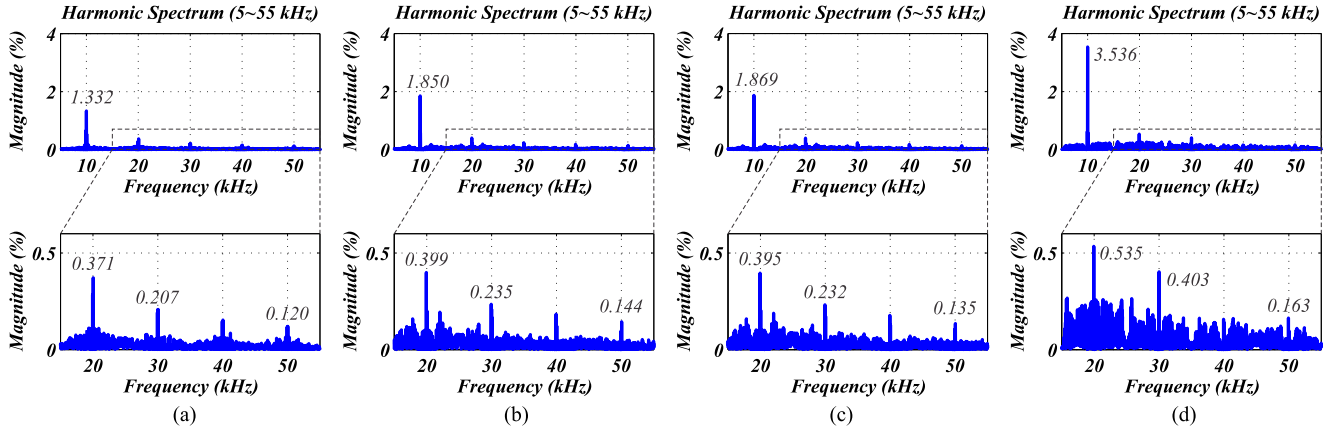 Harmonic Spectrum (5~55 kHz)
Magnitude (%)
4
2
0
1.332
10 20 30 40 50
Frequency (kHz)
Magnitude (%)
0.5
0
0.371
0.207
0.120
20 30 40 50
Frequency (kHz)
(a)
Harmonic Spectrum (5~55 kHz)
Magnitude (%)
4
2
0
1.850
10 20 30 40 50
Frequency (kHz)
Magnitude (%)
0.5
0
0.399
0.235
0.144
20 30 40 50
Frequency (kHz)
(b)
Harmonic Spectrum (5~55 kHz)
Magnitude (%)
4
2
0
1.869
10 20 30 40 50
Frequency (kHz)
Magnitude (%)
0.5
0
0.395
0.232
0.135
20 30 40 50
Frequency (kHz)
(c)
Harmonic Spectrum (5~55 kHz)
Magnitude (%)
4
2
0
3.536
10 20 30 40 50
Frequency (kHz)
Magnitude (%)
0.5
0
0.535
0.403
0.163
20 30 40 50
Frequency (kHz)
(d)